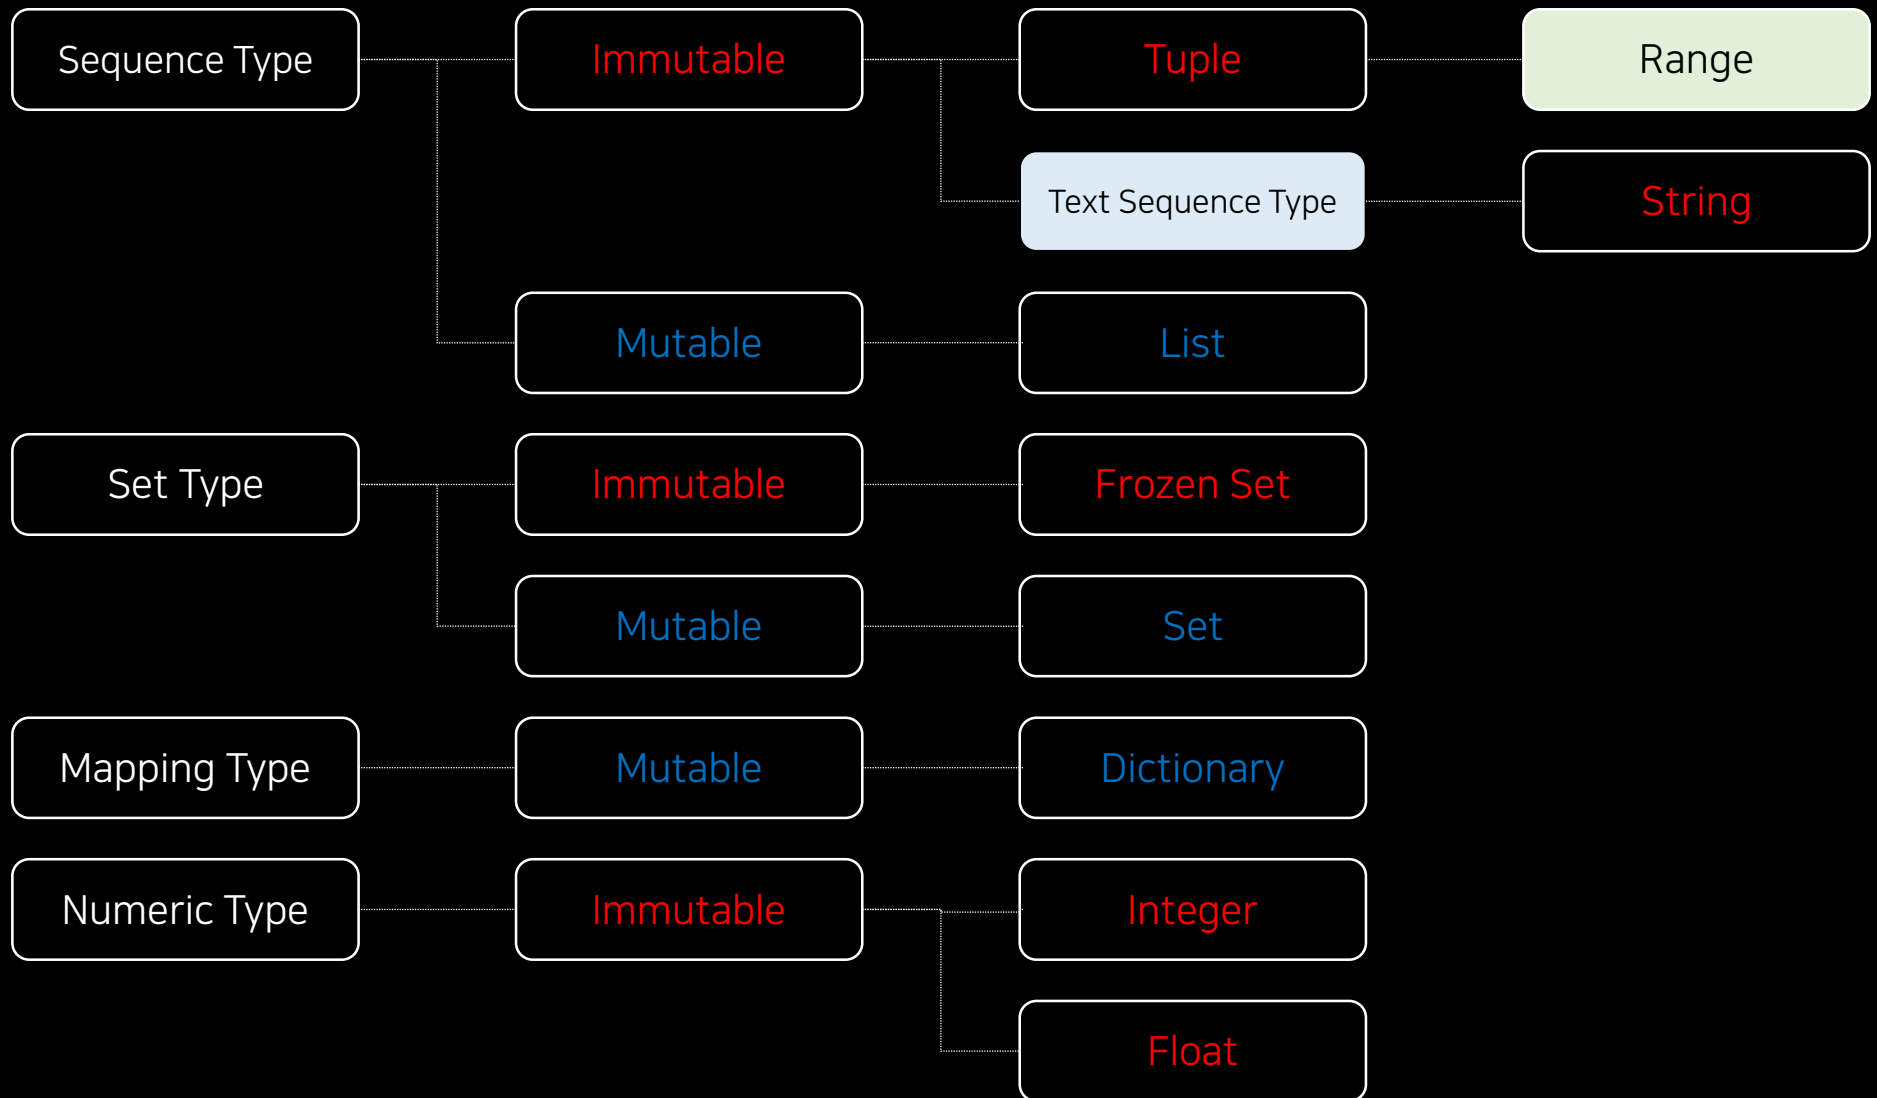 Sequence Type
Immutable
Tuple
Range
Text Sequence Type
String
Mutable
List
Set Type
Immutable
Frozen Set
Mutable
Set
Mapping Type
Mutable
Dictionary
Numeric Type
Immutable
Integer
Float